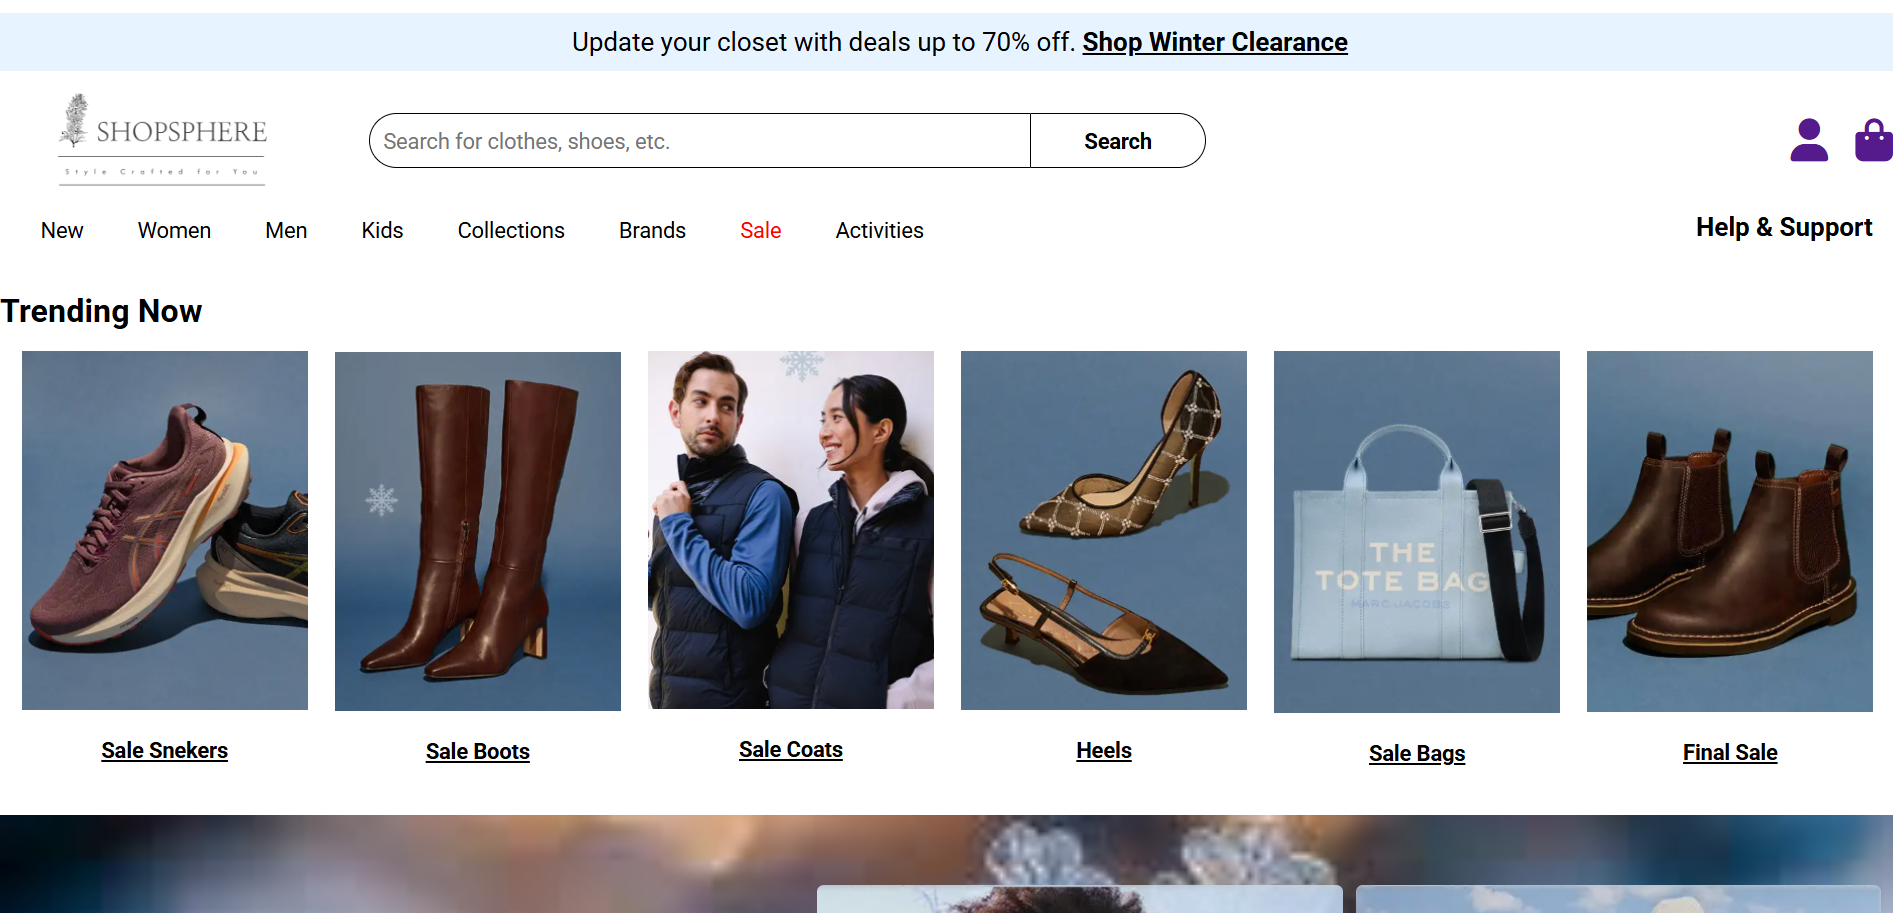 Update your closet with deals up to 70% off. Shop Winter Clearance
SHOPSPHERE
Style Crafted for You
Search for clothes, shoes, etc.
Search
New Women Men Kids Collections Brands Sale Activities
Help & Support
Trending Now
THE
TOTE BAG
MARC JACOBS
Sale Snekers
Sale Boots
Sale Coats
Heels
Sale Bags
Final Sale